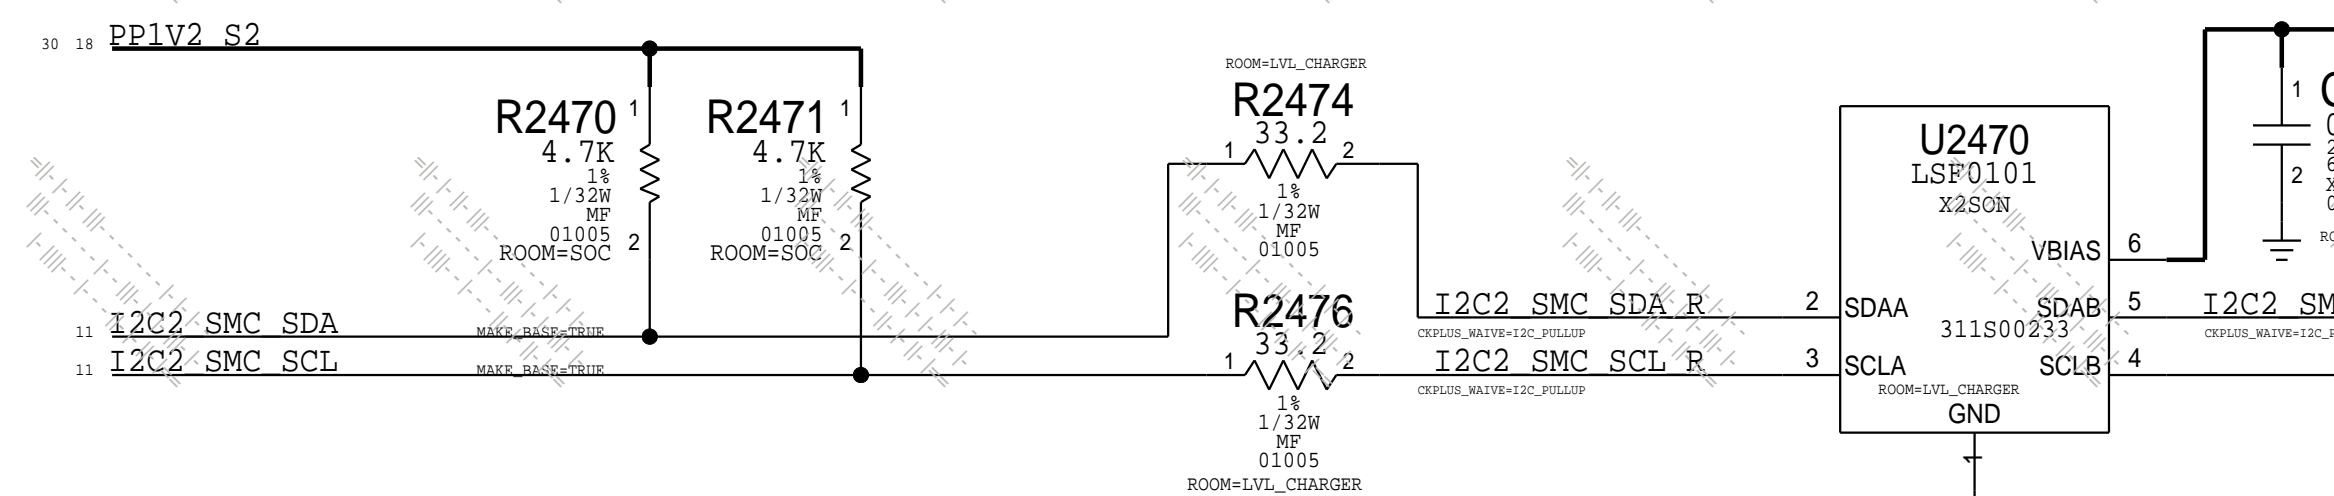 30 18 PP1V2_S2
R2470
4.7K
1%
1/32W
MF
01005
ROOM=SOC
1
2
R2471
4.7K
1%
1/32W
MF
01005
ROOM=SOC
1
2
11 I2C2_SMC_SDA
MAKE_BASE=TRUE
11 I2C2_SMC_SCL
MAKE_BASE=TRUE
ROOM=LVL_CHARGER
R2474
33.2
1 2
1%
1/32W
MF
01005
R2476
33.2
1 2
1%
1/32W
MF
01005
ROOM=LVL_CHARGER
I2C2_SMC_SDA_R
CKPLUS_WAIVE=I2C_PULLUP
I2C2_SMC_SCL_R
CKPLUS_WAIVE=I2C_PULLUP
U2470
LSF0101
X2SON
VBIAS 6
2 SDAA SDAB 5
311S00233
3 SCLA SCLB 4
ROOM=LVL_CHARGER
GND
1
1
2
I2C2_SM
CKPLUS_WAIVE=I2C_P